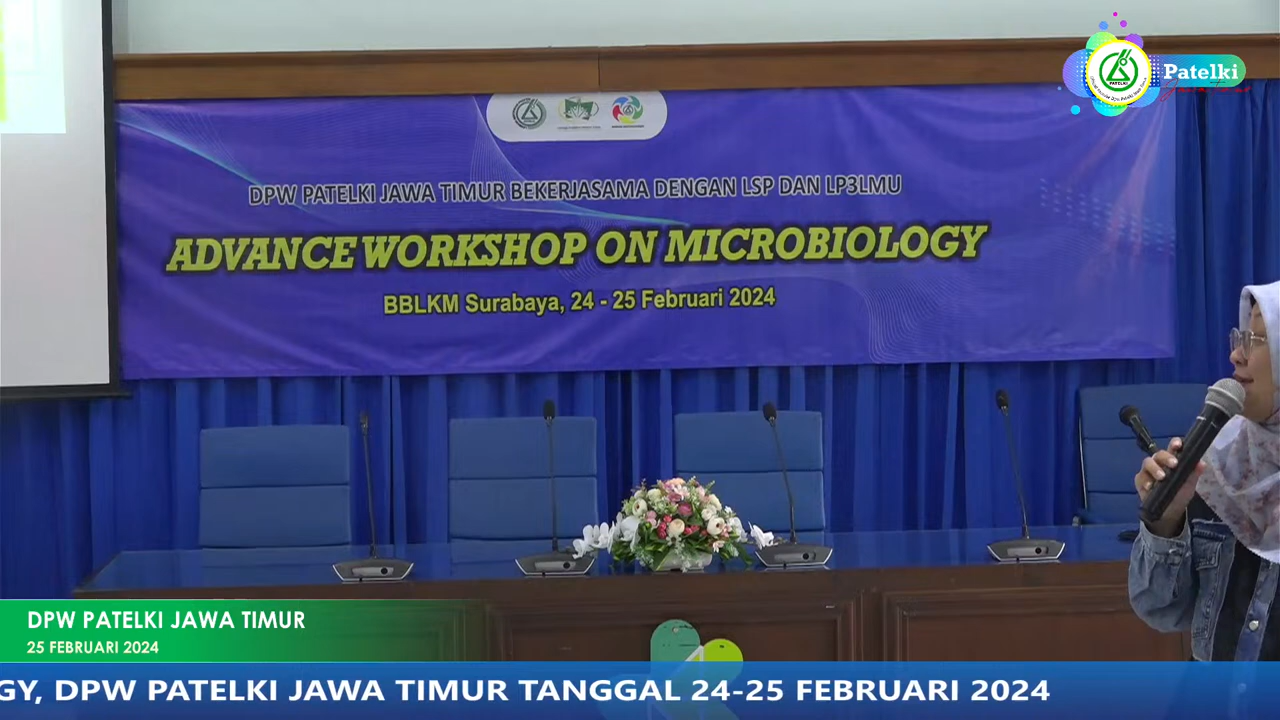 PATELKI
Patelki
DPW PATELKI JAWA TIMUR BEKERJASAMA DENGAN LSP DAN LP3LMU
ADVANCE WORKSHOP ON MICROBIOLOGY
BBLKM Surabaya, 24 - 25 Februari 2024
DPW PATELKI JAWA TIMUR
25 FEBRUARI 2024
GY, DPW PATELKI JAWA TIMUR TANGGAL 24-25 FEBRUARI 2024